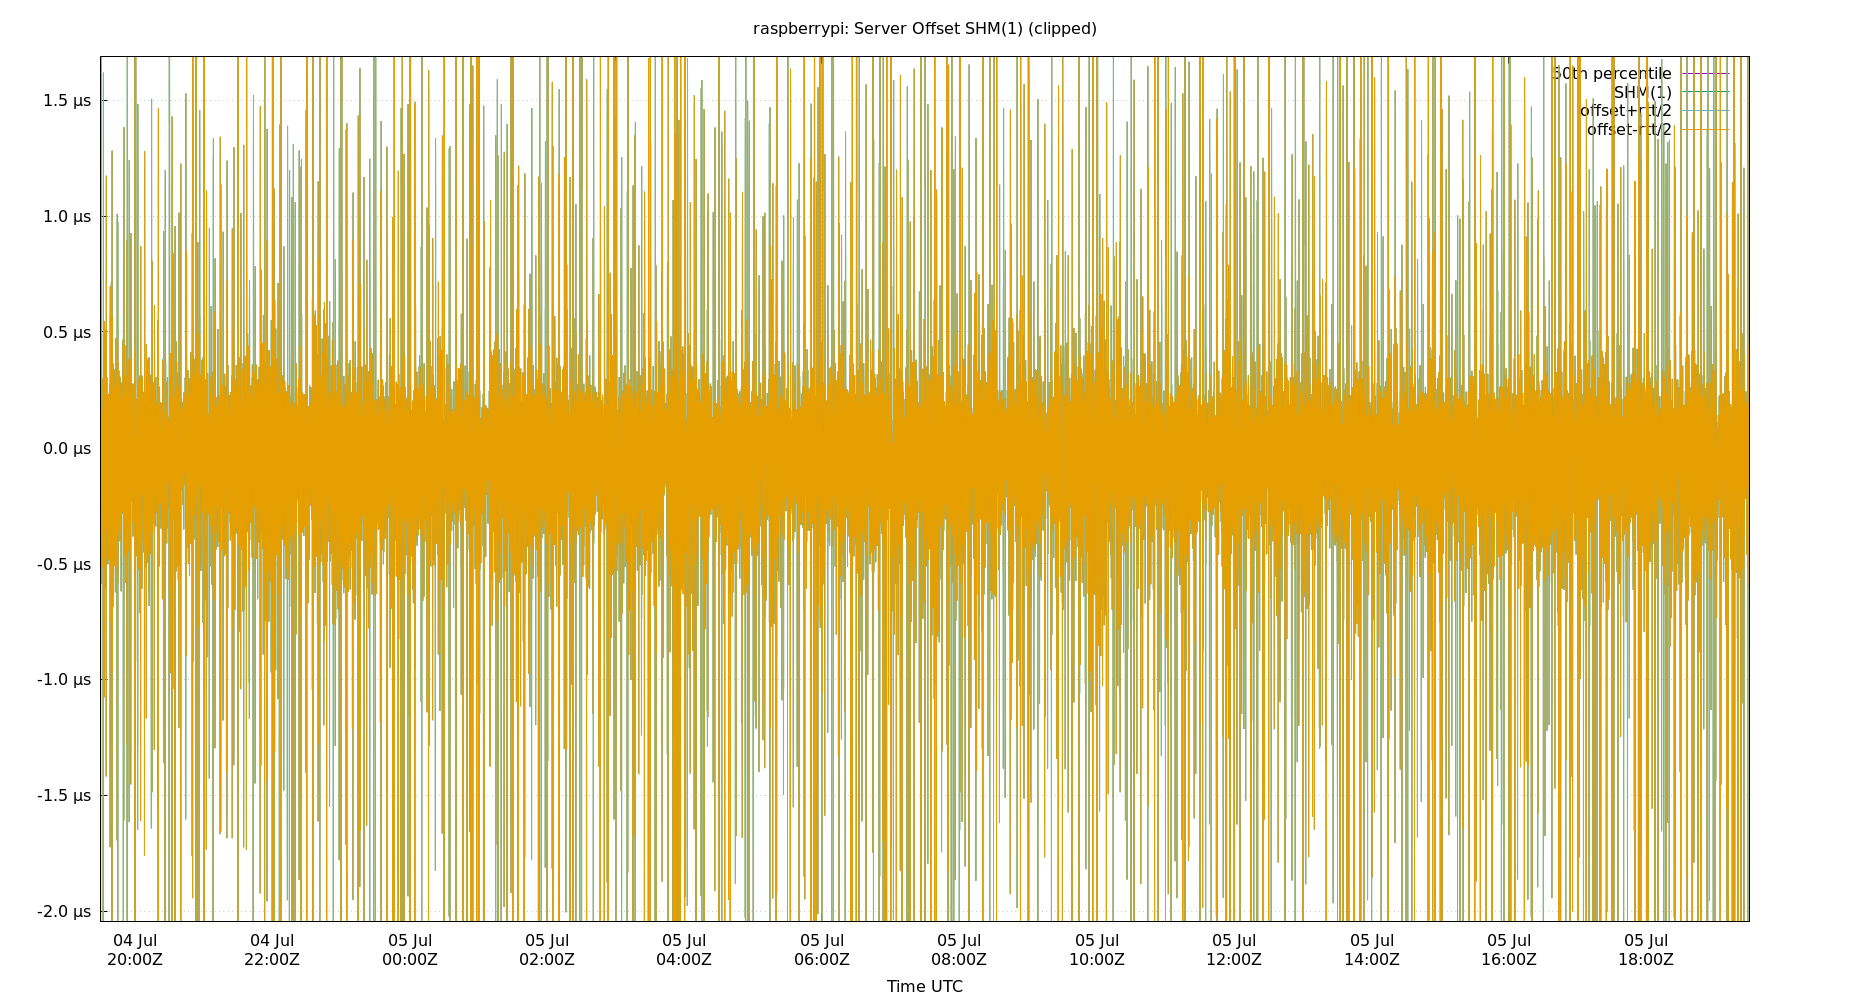 raspberrypi: Server Offset SHM(1) (clipped)
50th percentile
SHM(1)
offset+rtt/2
offset-rtt/2
1.5 µs
1.0 µs
0.5 µs
0.0 µs
-0.5 µs
-1.0 µs
-1.5 µs
-2.0 µs
04 Jul 04 Jul 05 Jul 05 Jul 05 Jul 05 Jul 05 Jul 05 Jul 05 Jul 05 Jul 05 Jul 05 Jul
20:00Z 22:00Z 00:00Z 02:00Z 04:00Z 06:00Z 08:00Z 10:00Z 12:00Z 14:00Z 16:00Z 18:00Z
Time UTC